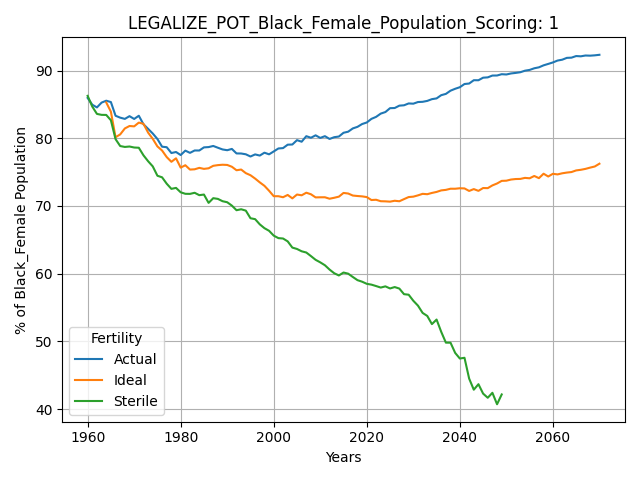 LEGALIZE_POT_Black_Female_Population_Scoring: 1
% of Black_Female Population
90
80
70
60
50
40
Fertility
Actual
Ideal
Sterile
1960 1980 2000 2020 2040 2060
Years